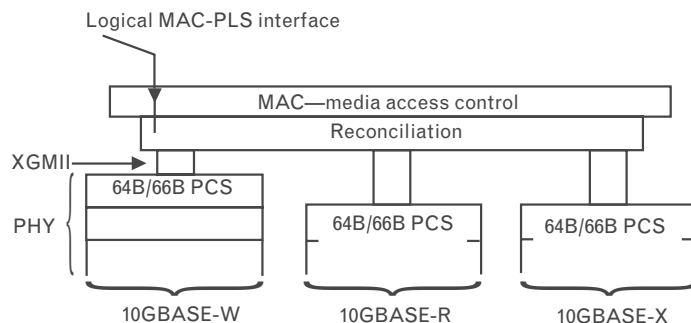 Logical MAC-PLS interface
MAC—media access control
Reconciliation
XGMII
64B/66B PCS
PHY
64B/66B PCS
64B/66B PCS
10GBASE-W
10GBASE-R
10GBASE-X